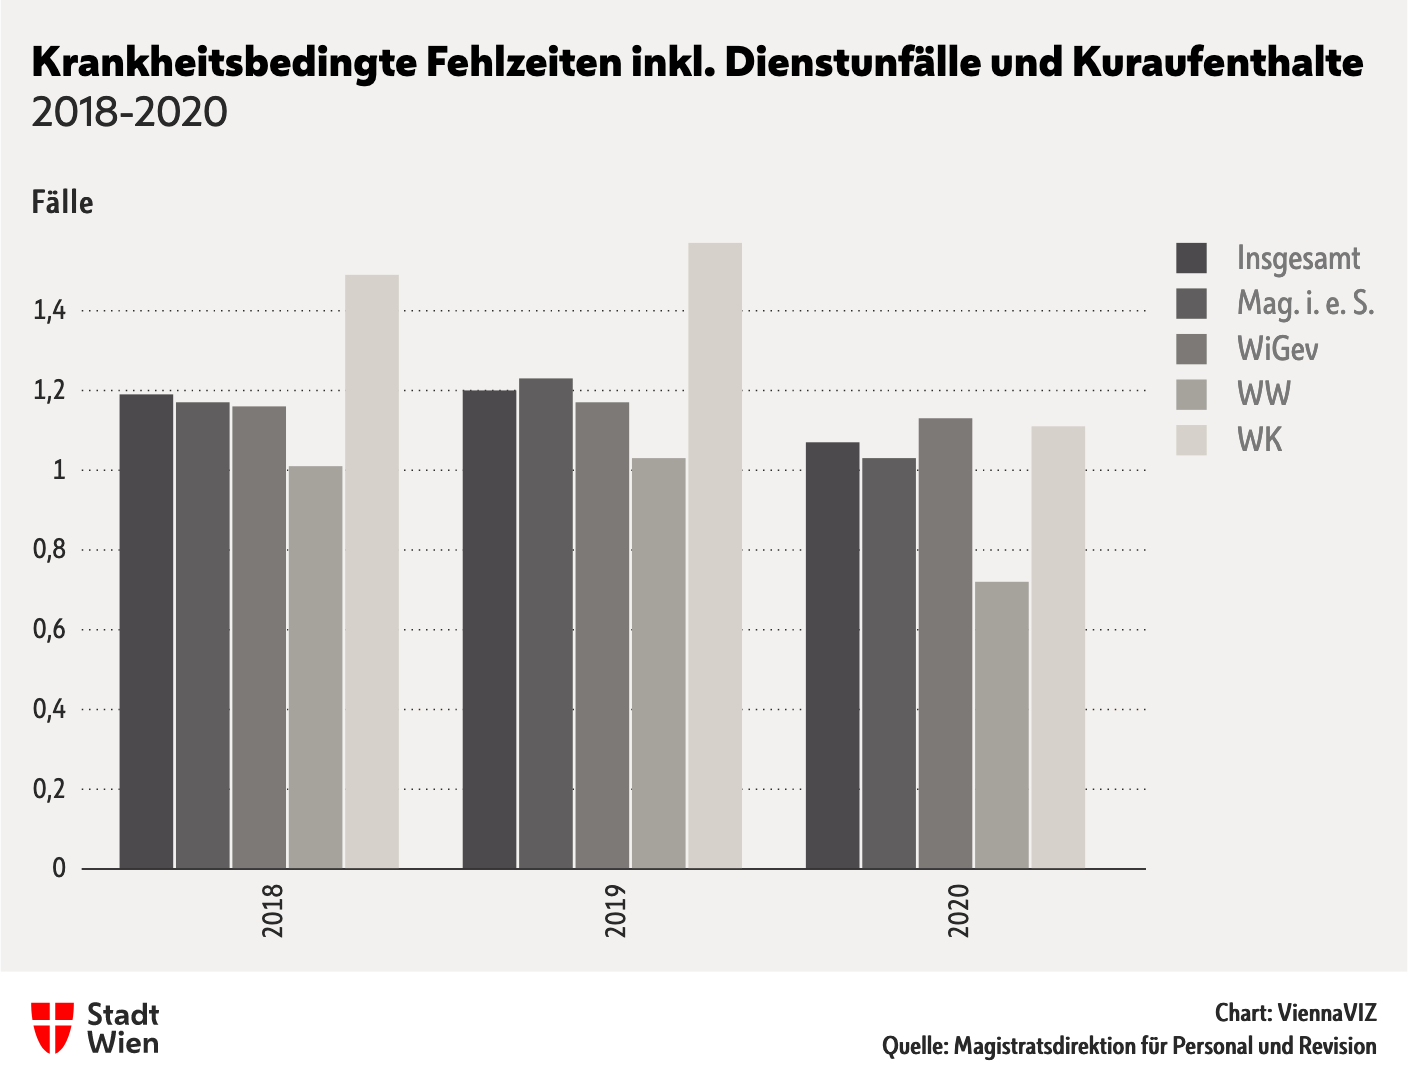 Krankheitsbedingte Fehlzeiten inkl. Dienstunfälle und Kuraufenthalte
2018-2020
Fälle
1,4
1,2
1
0,8
0,6
0,4
0,2
0
2018
2019
2020
Insgesamt
Mag. i. e. S.
WiGev
WW
WK
Stadt
Wien
Chart: ViennaVIZ
Quelle: Magistratsdirektion für Personal und Revision